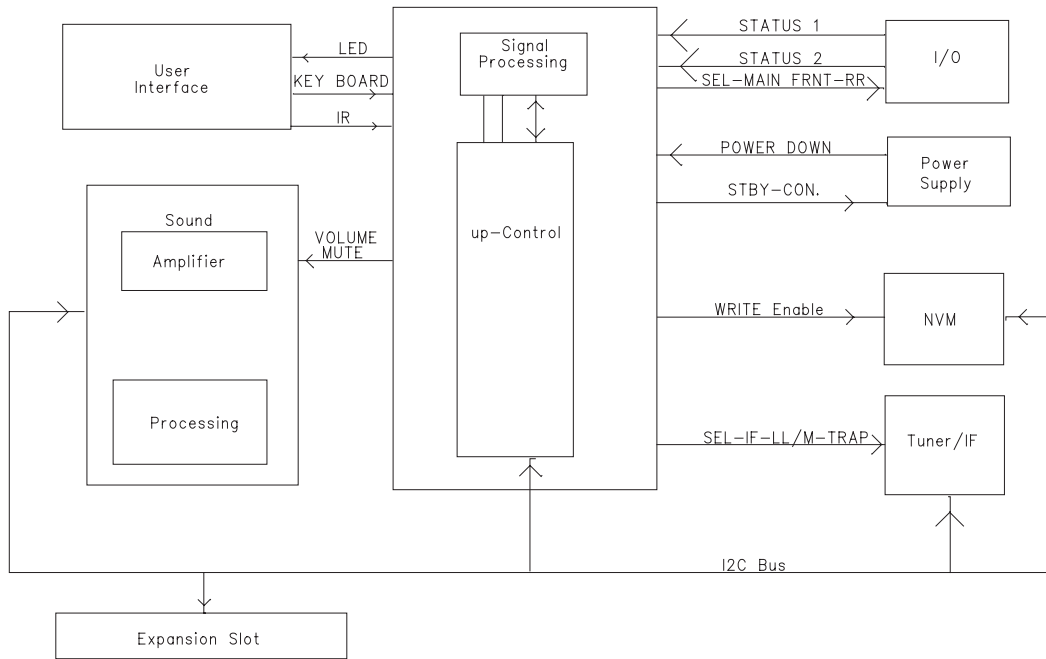 User
Interface
LED
KEY BOARD
IR
Signal
Processing
up-Control
STATUS 1
STATUS 2
SEL-MAIN FRNT-RR
I/O
POWER DOWN
STBY-CON.
Power
Supply
Sound
Amplifier
Processing
VOLUME
MUTE
WRITE Enable
NVM
SEL-IF-LL/M-TRAP
Tuner/IF
I2C Bus
Expansion Slot